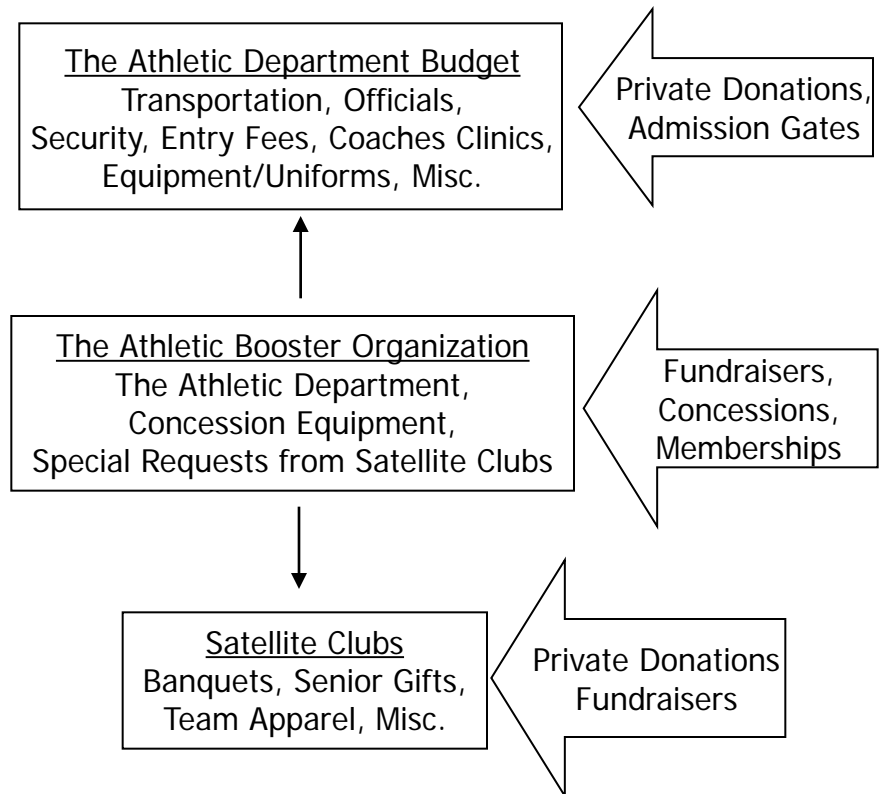 The Athletic Department Budget
Transportation, Officials,
Security, Entry Fees, Coaches Clinics,
Equipment/Uniforms, Misc.
Private Donations,
Admission Gates
The Athletic Booster Organization
The Athletic Department,
Concession Equipment,
Special Requests from Satellite Clubs
Fundraisers,
Concessions,
Memberships
Satellite Clubs
Banquets, Senior Gifts,
Team Apparel, Misc.
Private Donations
Fundraisers